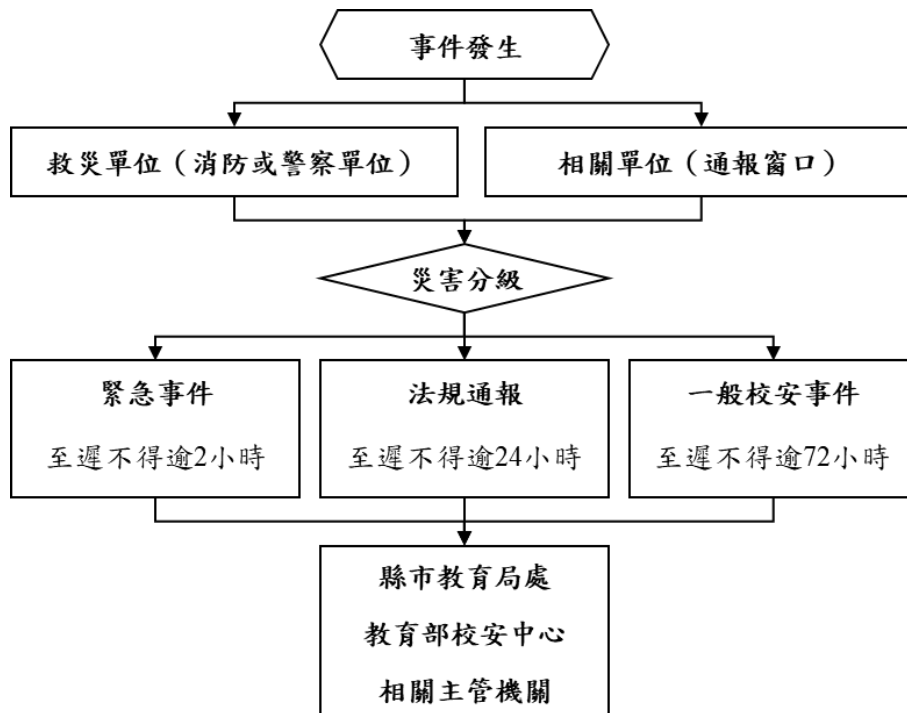 事件發生
救災單位（消防或警察單位）
相關單位（通報窗口）
災害分級
緊急事件
至遲不得逾2小時
法規通報
至遲不得逾24小時
一般校安事件
至遲不得逾72小時
縣市教育局處
教育部校安中心
相關主管機關